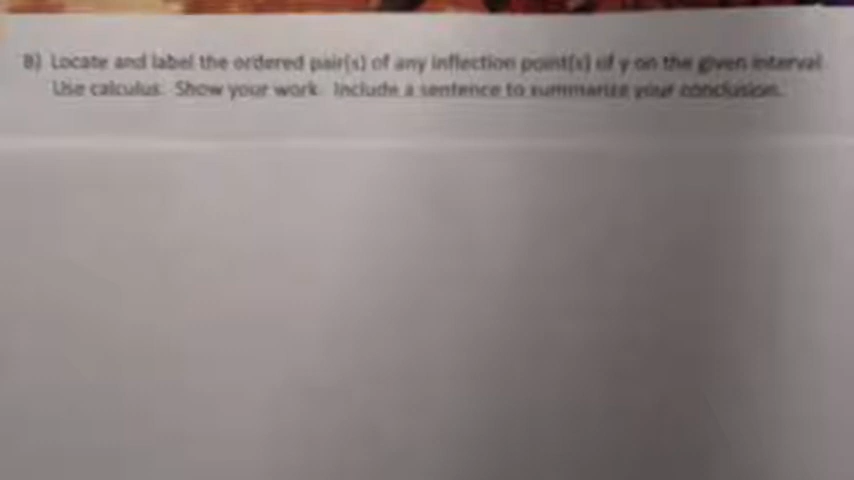 B) Locate and label the ordered pair(s) of any inflection point(s) of y on the given interval.
Use calculus. Show your work. Include a sentence to summarize your conclusion.